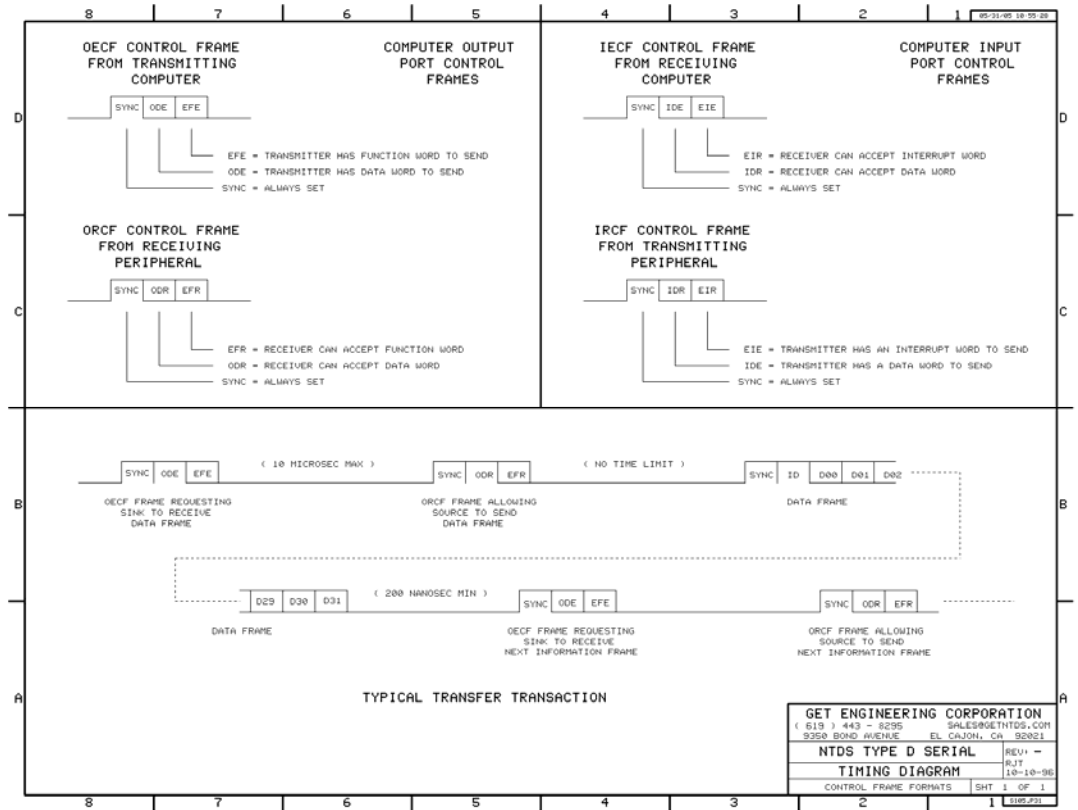 8 7 6 5 4 3 2 1
05/31/05 10-55-20
OECF CONTROL FRAME
FROM TRANSMITTING
COMPUTER
COMPUTER OUTPUT
PORT CONTROL
FRAMES
SYNC ODE EFE
EFE = TRANSMITTER HAS FUNCTION WORD TO SEND
ODE = TRANSMITTER HAS DATA WORD TO SEND
SYNC = ALWAYS SET
IECF CONTROL FRAME
FROM RECEIVING
COMPUTER
COMPUTER INPUT
PORT CONTROL
FRAMES
SYNC IDE EIE
EIR = RECEIVER CAN ACCEPT INTERRUPT WORD
IDR = RECEIVER CAN ACCEPT DATA WORD
SYNC = ALWAYS SET
D D
ORCF CONTROL FRAME
FROM RECEIVING
PERIPHERAL
SYNC ODR EFR
EFR = RECEIVER CAN ACCEPT FUNCTION WORD
ODR = RECEIVER CAN ACCEPT DATA WORD
SYNC = ALWAYS SET
IRCF CONTROL FRAME
FROM TRANSMITTING
PERIPHERAL
SYNC IDR EIR
EIE = TRANSMITTER HAS AN INTERRUPT WORD TO SEND
IDE = TRANSMITTER HAS A DATA WORD TO SEND
SYNC = ALWAYS SET
C C
SYNC ODE EFE
( 10 MICROSEC MAX )
SYNC ODR EFR
( NO TIME LIMIT )
SYNC ID D00 D01 D02
OECF FRAME REQUESTING
SINK TO RECEIVE
DATA FRAME
ORCF FRAME ALLOWING
SOURCE TO SEND
DATA FRAME
DATA FRAME
B B
D29 D30 D31
( 200 NANOSEC MIN )
SYNC ODE EFE
SYNC ODR EFR
DATA FRAME
OECF FRAME REQUESTING
SINK TO RECEIVE
NEXT INFORMATION FRAME
ORCF FRAME ALLOWING
SOURCE TO SEND
NEXT INFORMATION FRAME
A A
TYPICAL TRANSFER TRANSACTION
GET ENGINEERING CORPORATION
( 619 ) 443 - 8295 SALES@GETNTDS.COM
9350 BOND AVENUE EL CAJON, CA 92021
NTDS TYPE D SERIAL
REV: -
TIMING DIAGRAM
RJT
10-10-96
CONTROL FRAME FORMATS
SHT 1 OF 1
8 7 6 5 4 3 2 1
S105.P31